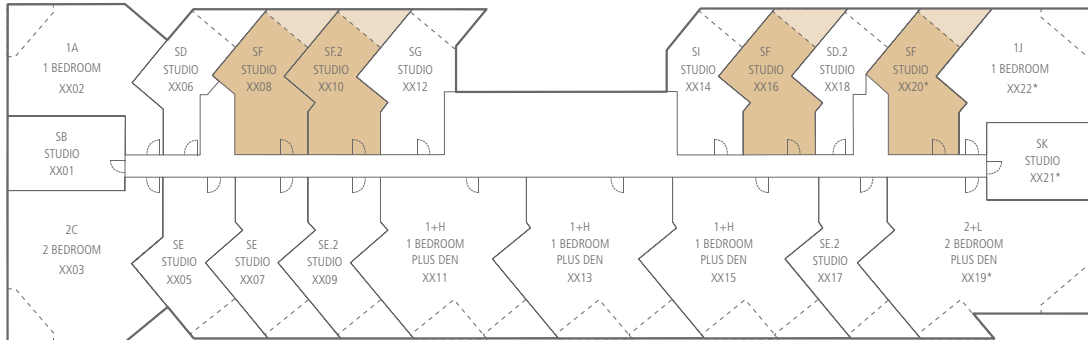 1A
1 BEDROOM
XX02
SD
STUDIO
XX06
SF
STUDIO
XX08
SF.2
STUDIO
XX10
SG
STUDIO
XX12
SI
STUDIO
XX14
SF
STUDIO
XX16
SD.2
STUDIO
XX18
SF
STUDIO
XX20*
1J
1 BEDROOM
XX22*
SB
STUDIO
XX01
SK
STUDIO
XX21*
2C
2 BEDROOM
XX03
SE
STUDIO
XX05
SE
STUDIO
XX07
SE.2
STUDIO
XX09
1+H
1 BEDROOM
PLUS DEN
XX11
1+H
1 BEDROOM
PLUS DEN
XX13
1+H
1 BEDROOM
PLUS DEN
XX15
SE.2
STUDIO
XX17
2+L
2 BEDROOM
PLUS DEN
XX19*